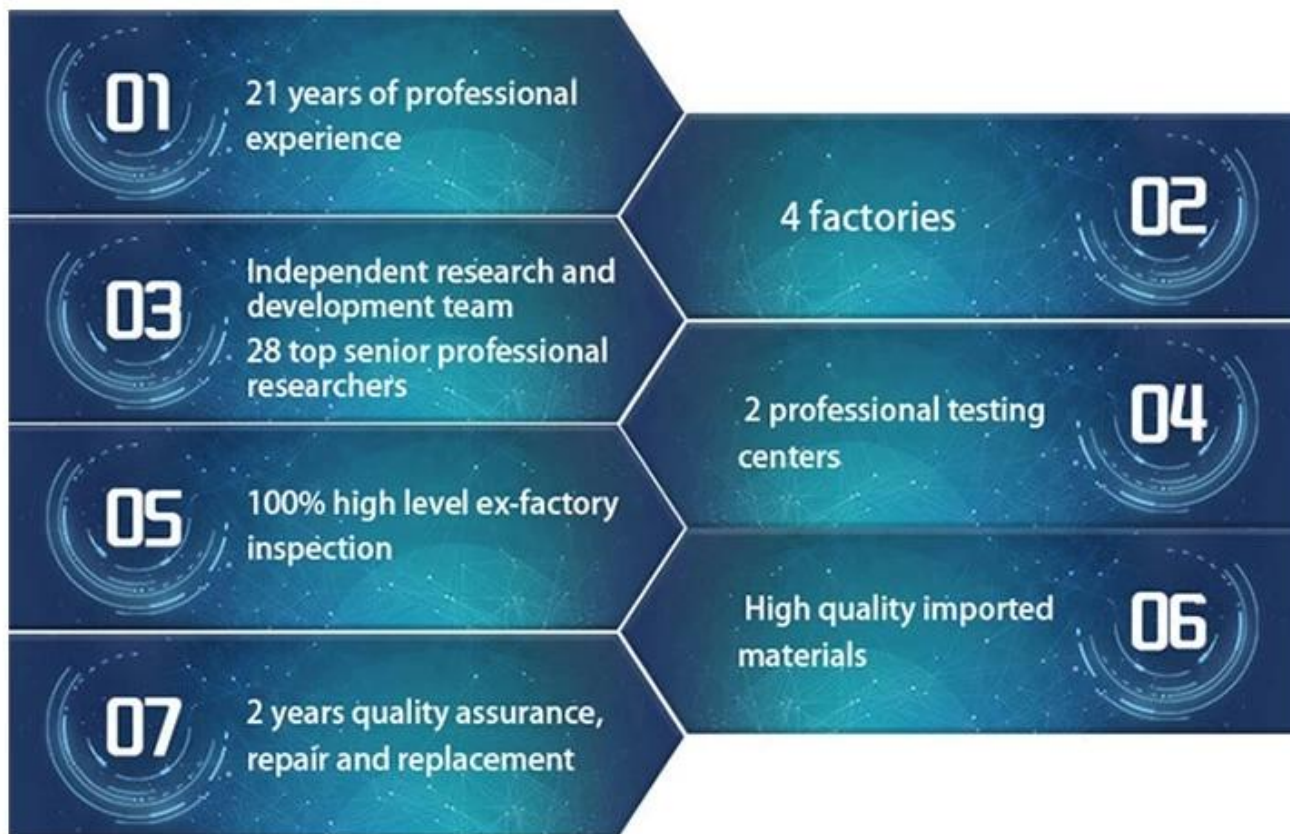 01
21 years of professional
experience
02
4 factories
03
Independent research and
development team
28 top senior professional
researchers
04
2 professional testing
centers
05
100% high level ex-factory
inspection
06
High quality imported
materials
07
2 years quality assurance,
repair and replacement